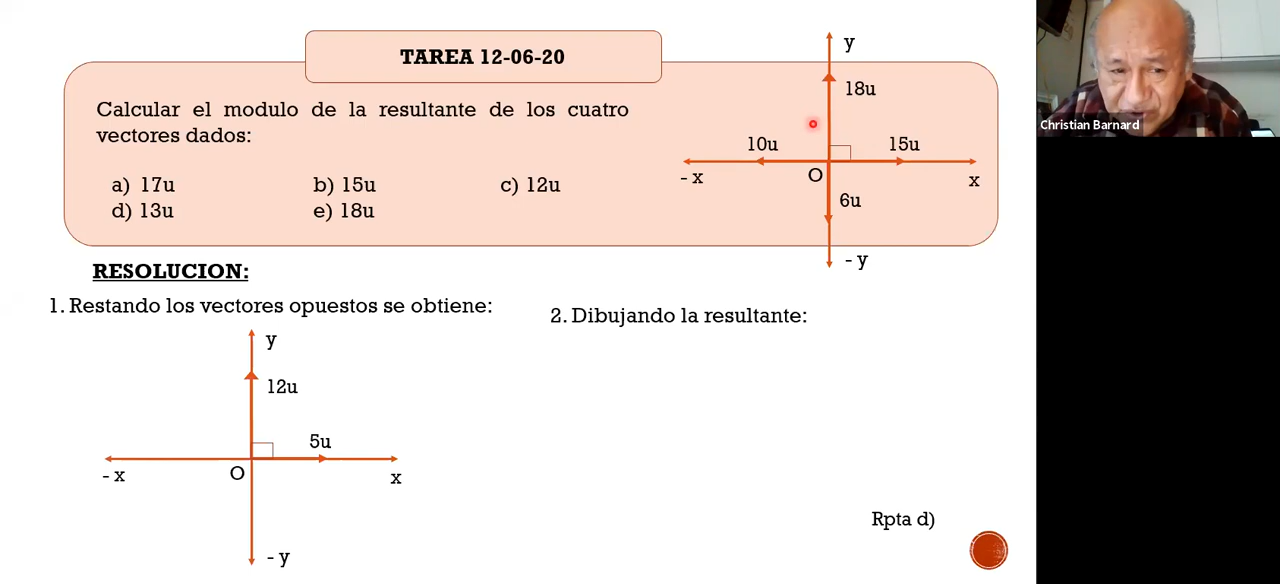 TAREA 12-06-20
Calcular el modulo de la resultante de los cuatro
vectores dados:
a) 17u
b) 15u
c) 12u
d) 13u
e) 18u
y
18u
10u
15u
- x
O
x
6u
- y
Christian Barnard
RESOLUCION:
1. Restando los vectores opuestos se obtiene:
2. Dibujando la resultante:
y
12u
5u
- x
O
x
- y
Rpta d)